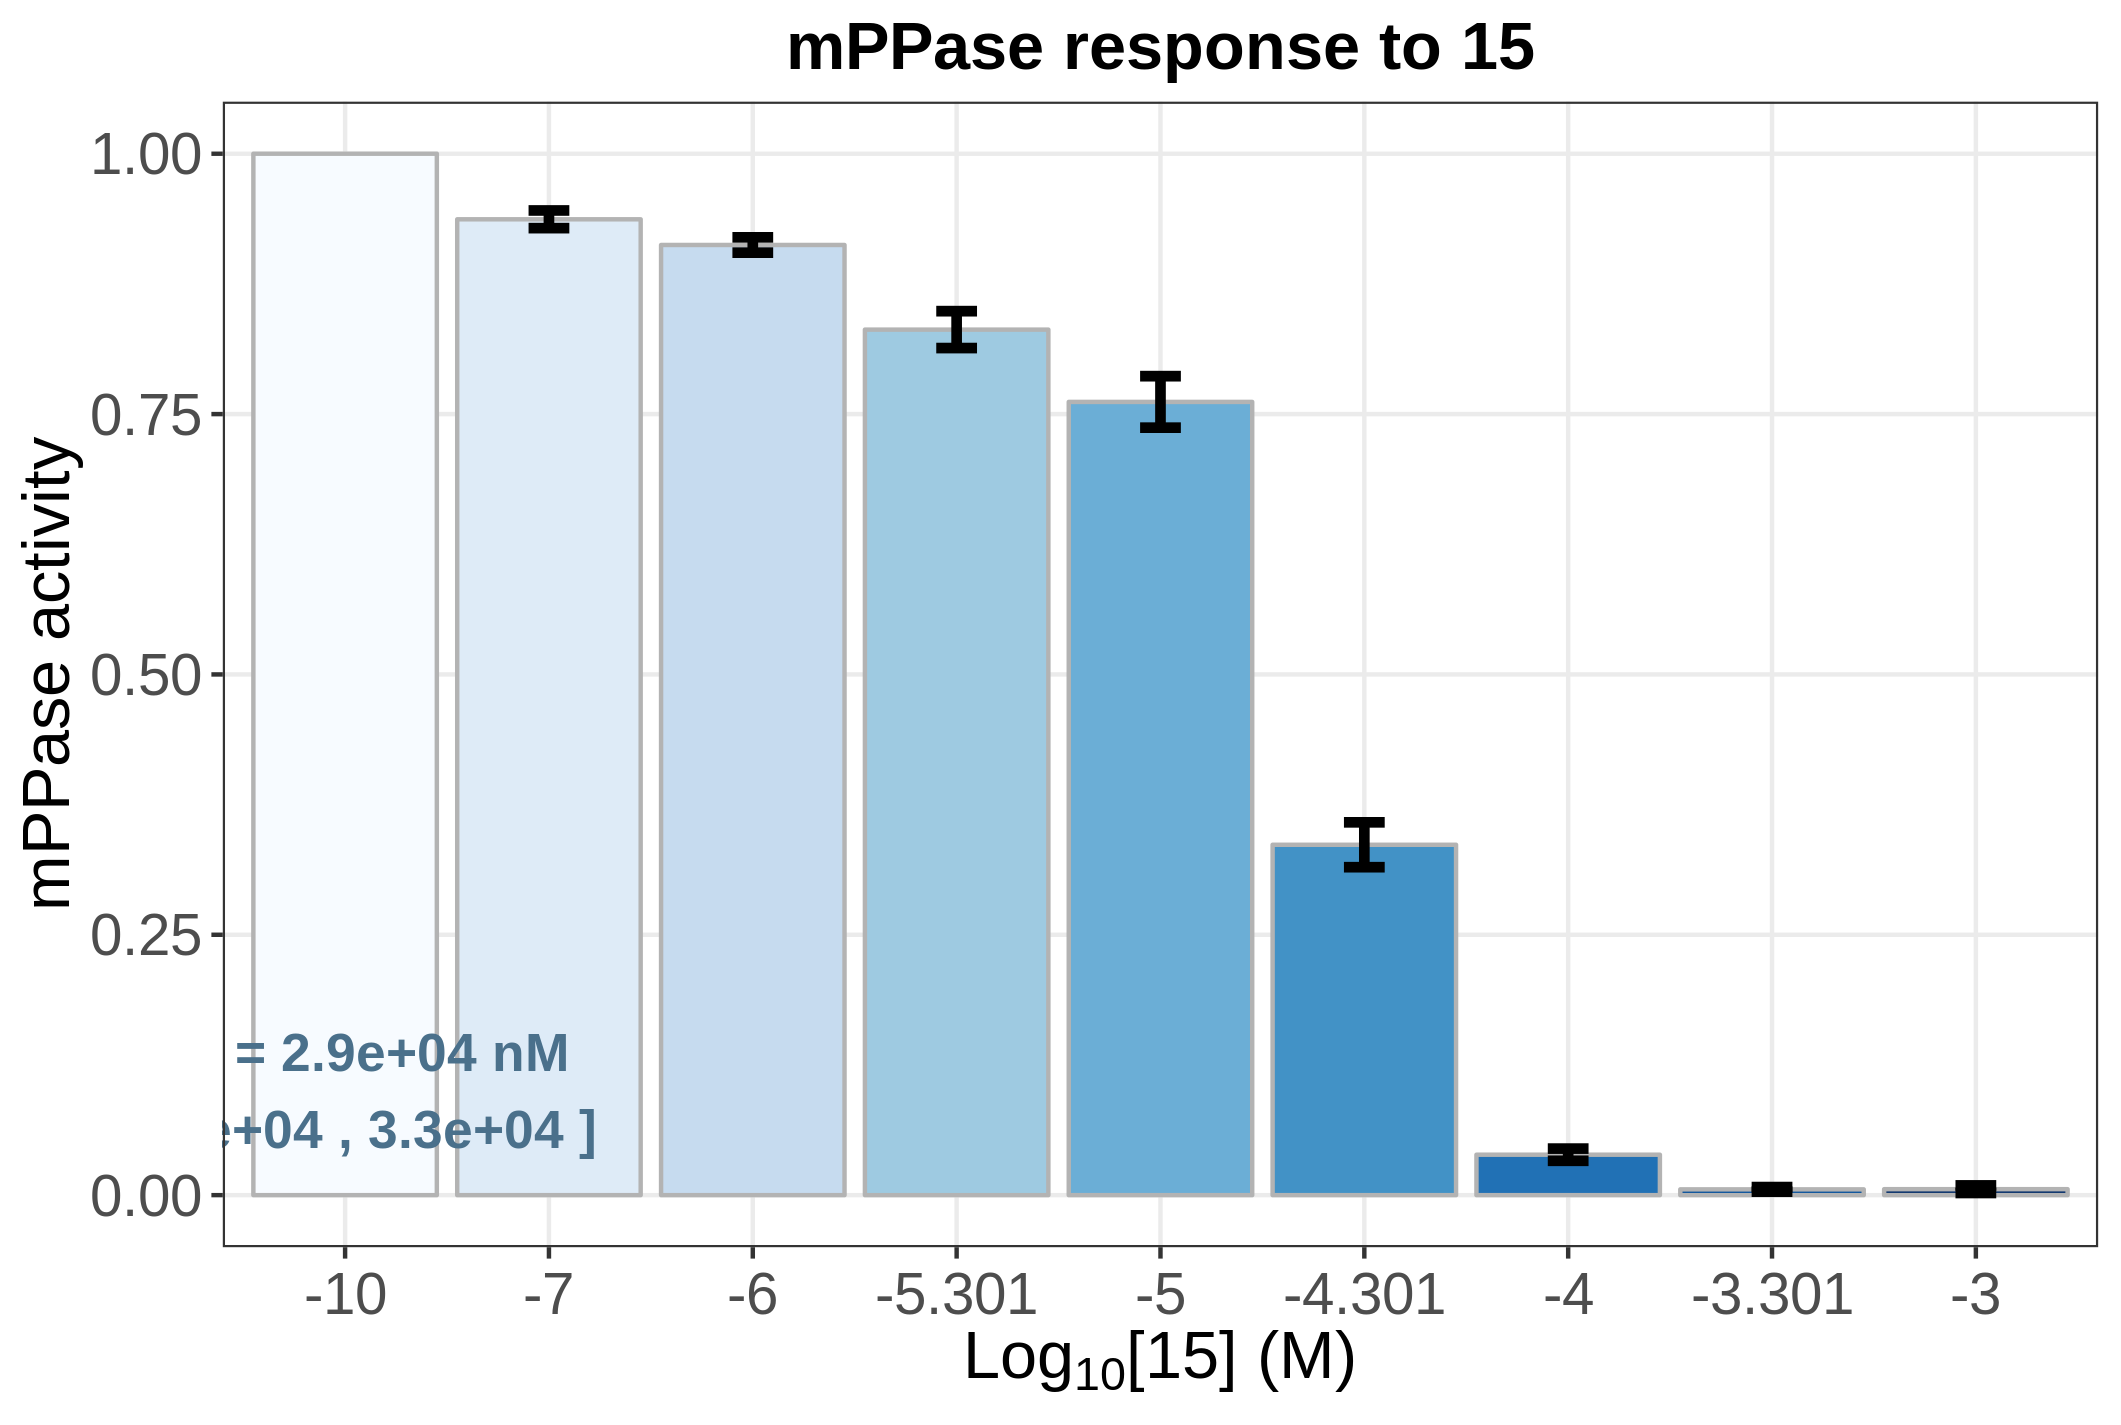 mPPase response to 15
mPPase activity
1.00
0.75
0.50
0.25
0.00
= 2.9e+04 nM
e+04 , 3.3e+04 ]
-10 -7 -6 -5.301 -5 -4.301 -4 -3.301 -3
Log₁₀[15] (M)